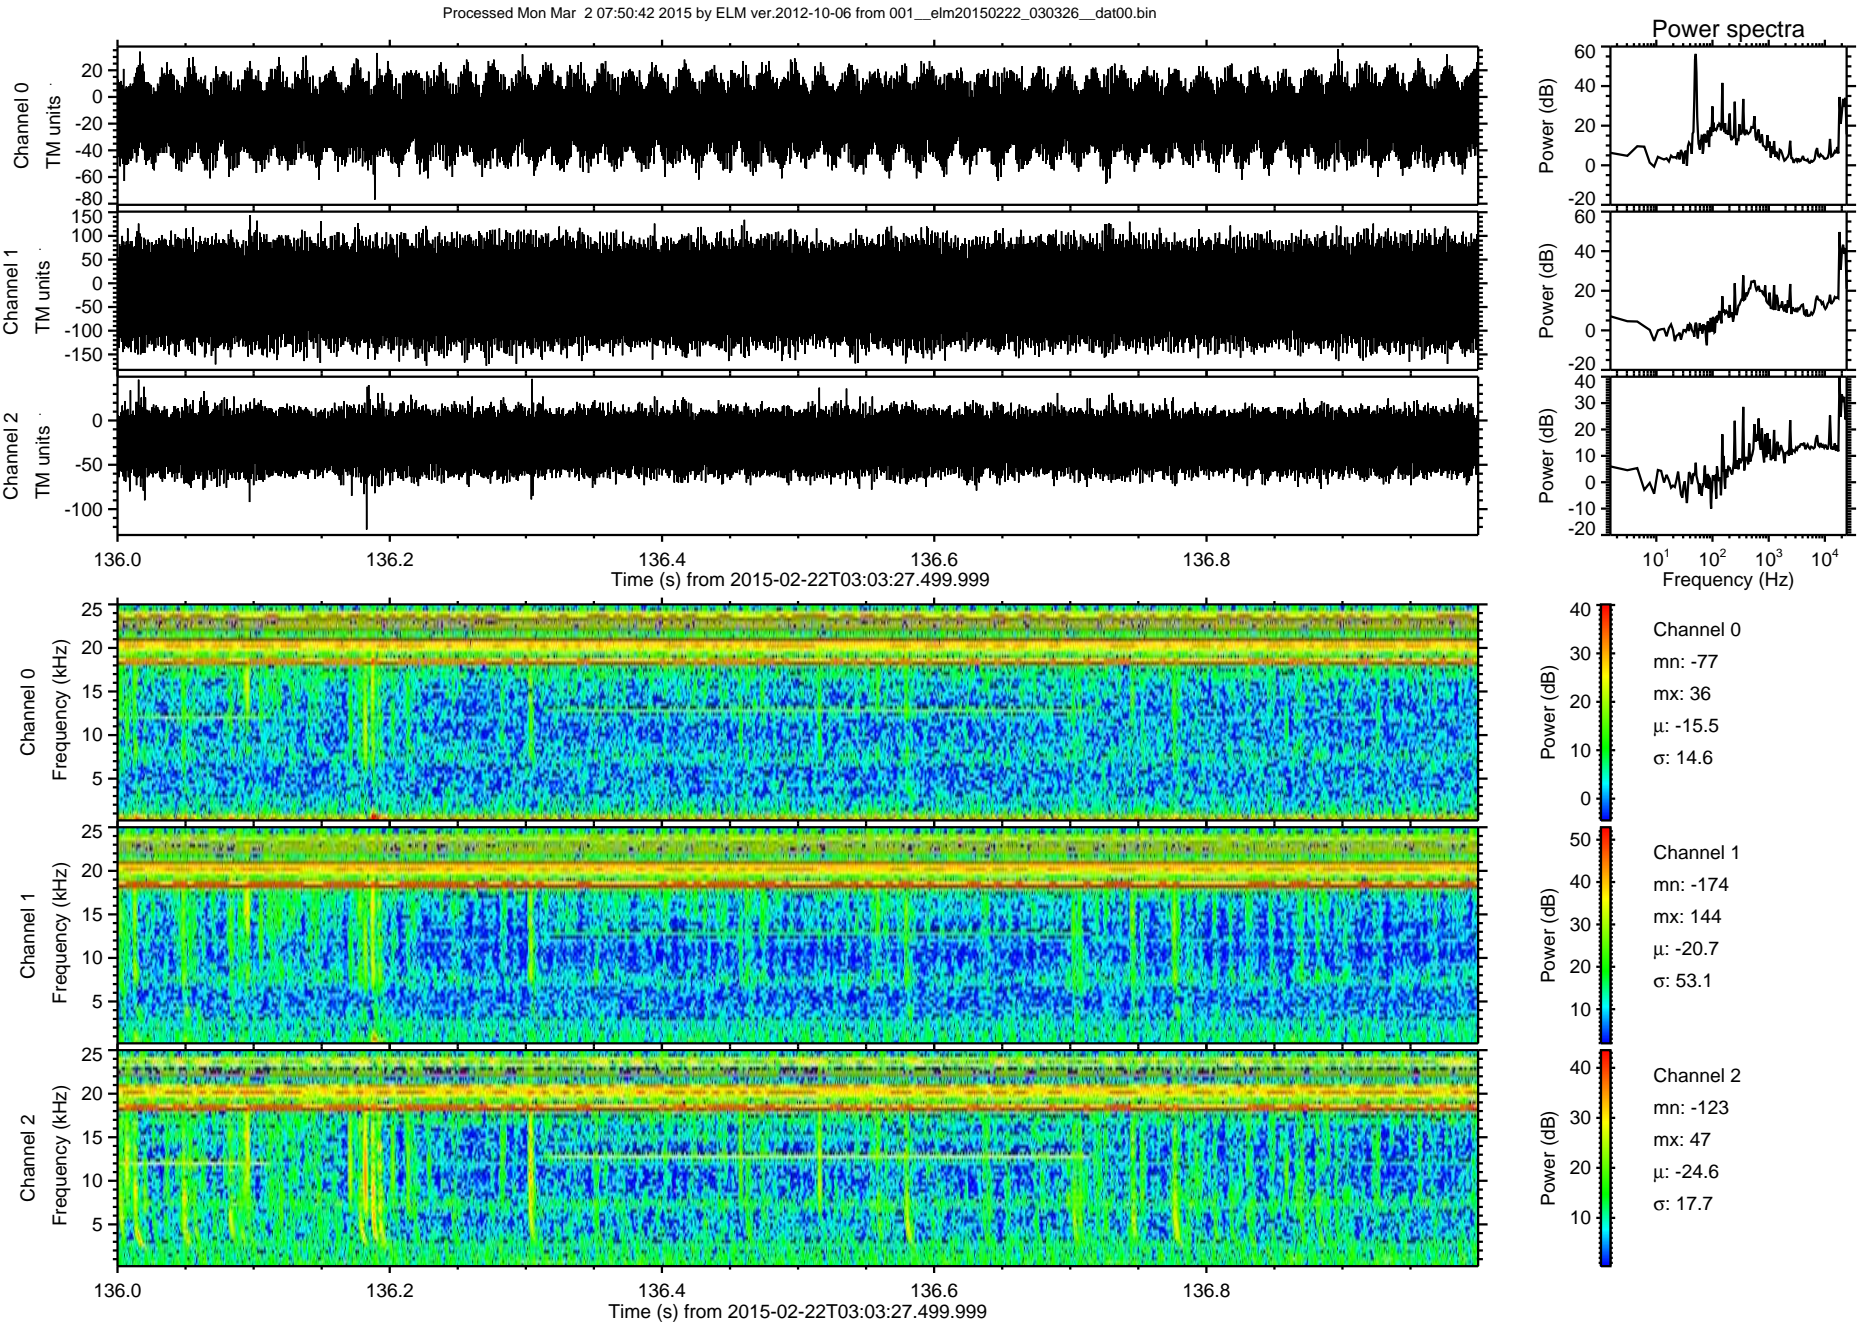 Processed Mon Mar  2 07:50:42 2015 by ELM ver.2012-10-06 from 001__elm20150222_030326__dat00.bin
Power spectra
Channel 0
TM units
20
0
-20
-40
-60
-80
Power (dB)
60
40
20
0
-20
Channel 1
TM units
150
100
50
0
-50
-100
-150
Power (dB)
60
40
20
0
-20
Channel 2
TM units
0
-50
-100
Power (dB)
40
30
20
10
0
-10
-20
136.0
136.2
136.4
136.6
136.8
Time (s) from 2015-02-22T03:03:27.499.999
10¹
10²
10³
10⁴
Frequency (Hz)
Channel 0
Frequency (kHz)
25
20
15
10
5
Power (dB)
40
30
20
10
0
Channel 0
mn: -77
mx: 36
μ: -15.5
σ: 14.6
Channel 1
Frequency (kHz)
25
20
15
10
5
Power (dB)
50
40
30
20
10
Channel 1
mn: -174
mx: 144
μ: -20.7
σ: 53.1
Channel 2
Frequency (kHz)
25
20
15
10
5
Power (dB)
40
30
20
10
Channel 2
mn: -123
mx: 47
μ: -24.6
σ: 17.7
136.0
136.2
136.4
136.6
136.8
Time (s) from 2015-02-22T03:03:27.499.999